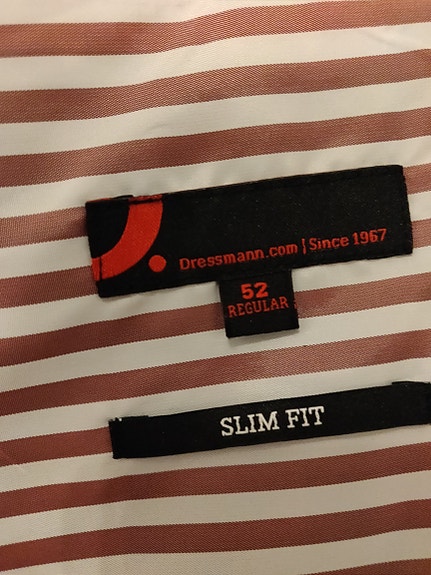 Dressmann.com | Since 1967
52
REGULAR
SLIM FIT